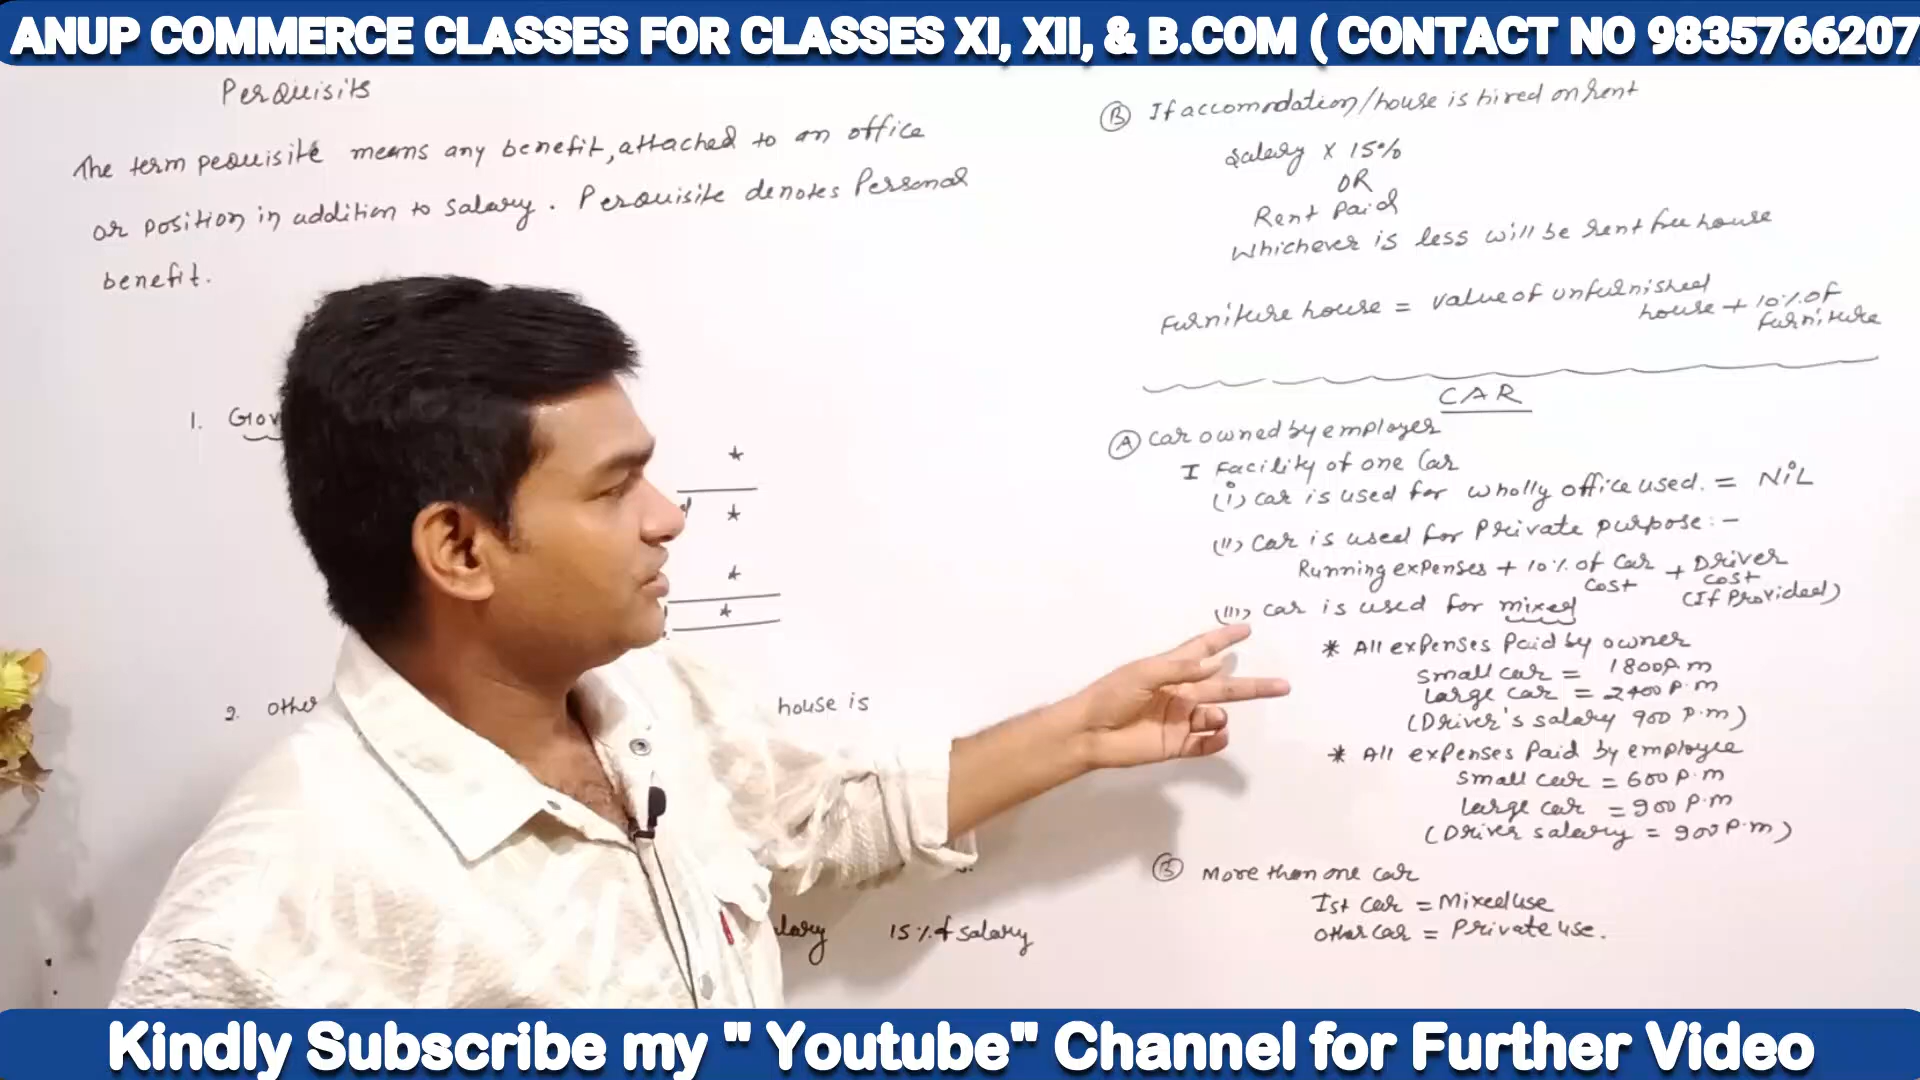 ANUP COMMERCE CLASSES FOR CLASSES XI, XII, & B.COM ( CONTACT NO 9835766207
Perquisits
The term pequisite means any benefit, attached to an office
or position in addition to salary. Perquisite denotes Personal
benefit.
1. Gov
2. Other
house is
15% of salary
Ⓑ If accomodation/house is hired on rent
Salary X 15%
OR
Rent Paid
Whichever is less will be rent free house
Furniture house = value of unfurnished
house + 10% of
furniture
CAR
Ⓐ Car owned by employer
I Facility of one Car
(i) car is used for wholly office used. = NiL
(ii) Car is used for Private purpose :-
Running expenses + 10% of Car + Driver
cost cost
(If Provided)
(iii) Car is used for mixed
* All expenses Paid by owner
Small car = 1800 P.m
Large car = 2400 P.m
(Driver's salary 900 P.m)
* All expenses Paid by employee
Small car = 600 P.m
Large car = 900 P.m
(Driver salary = 900 P.m)
Ⓑ More than one car
Ist car = Mixed use
Other car = Private use.
Kindly Subscribe my " Youtube" Channel for Further Video